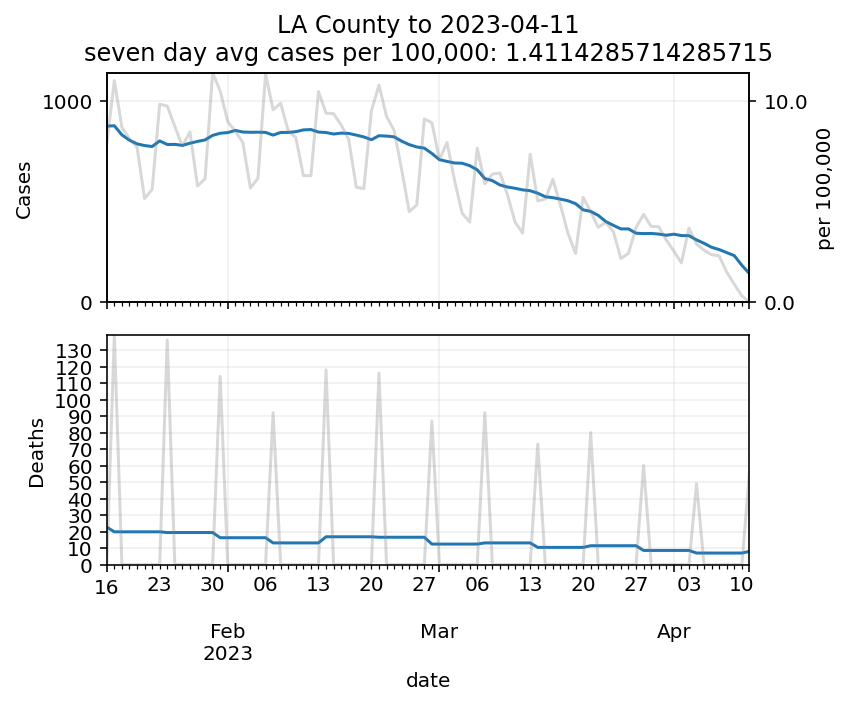 LA County to 2023-04-11
seven day avg cases per 100,000: 1.4114285714285715
1000
10.0
Cases
per 100,000
0
0.0
130
120
110
100
90
80
70
60
50
40
30
20
10
0
Deaths
16 23 30 06 13 20 27 06 13 20 27 03 10
Feb Mar Apr
2023
date